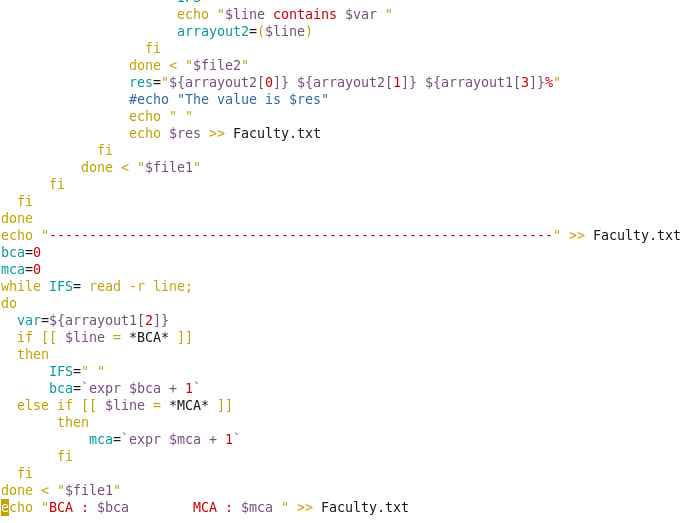 echo "$line contains $var "
arrayout2=($line)
fi
done < "$file2"
res="${arrayout2[0]} ${arrayout2[1]} ${arrayout1[3]}%"
#echo "The value is $res"
echo " "
echo $res >> Faculty.txt
fi
done < "$file1"
fi
fi
done
echo "---------------------------------------------------------------" >> Faculty.txt
bca=0
mca=0
while IFS= read -r line;
do
var=${arrayout1[2]}
if [[ $line = *BCA* ]]
then
IFS=" "
bca=`expr $bca + 1`
else if [[ $line = *MCA* ]]
then
mca=`expr $mca + 1`
fi
fi
done < "$file1"
echo "BCA : $bca        MCA : $mca " >> Faculty.txt